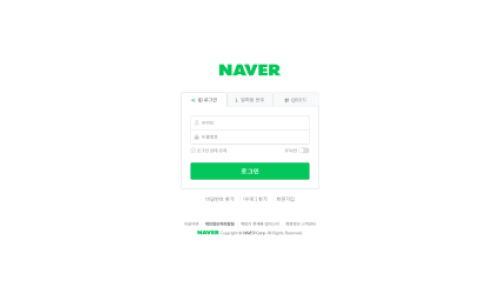 NAVER
ID 로그인
일회용 번호
QR코드
아이디
비밀번호
로그인 상태 유지
IP보안
로그인
비밀번호 찾기
아이디 찾기
회원가입
이용약관 개인정보처리방침 책임의 한계와 법적고지 회원정보 고객센터
NAVER Copyright © NAVER Corp. All Rights Reserved.